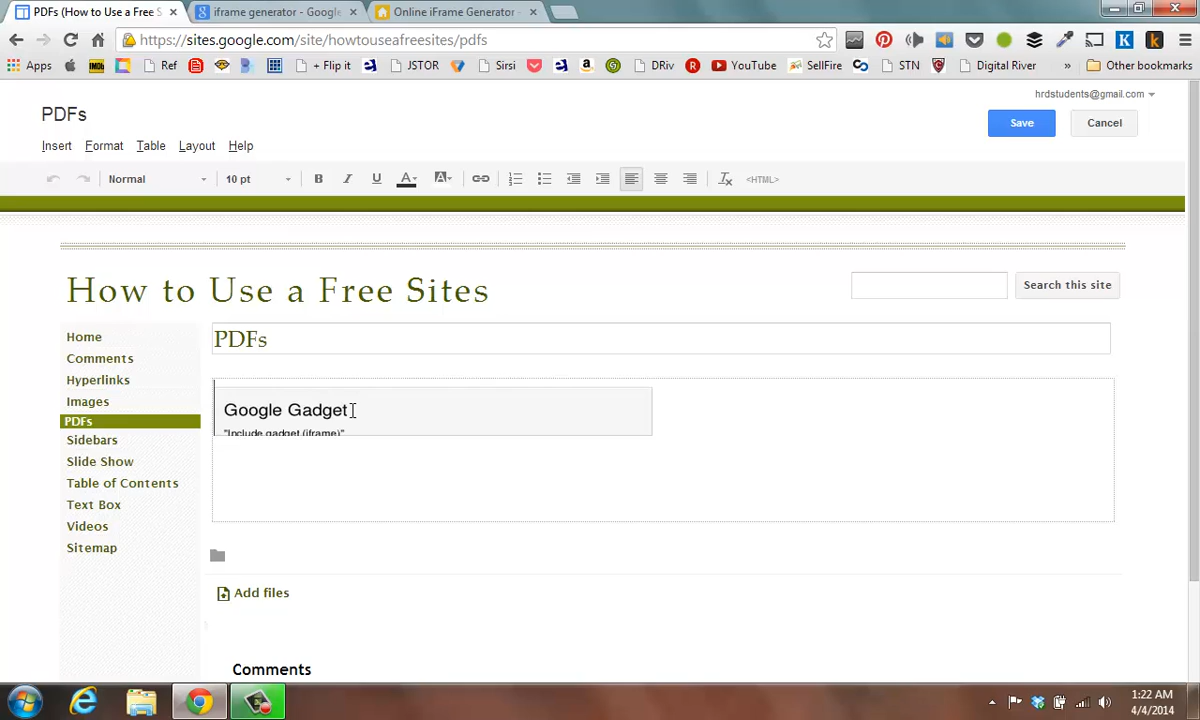 PDFs (How to Use a Free S
iframe generator - Google
Online iFrame Generator -
https://sites.google.com/site/howtouseafreesites/pdfs
Apps Ref + Flip it JSTOR Sirsi DRiv YouTube SellFire STN Digital River » Other bookmarks
hrdstudents@gmail.com
PDFs
Save Cancel
Insert Format Table Layout Help
Normal 10 pt B I U A A <HTML>
How to Use a Free Sites
Search this site
Home
Comments
Hyperlinks
Images
PDFs
Sidebars
Slide Show
Table of Contents
Text Box
Videos
Sitemap
PDFs
Google Gadget
"Include gadget (iframe)"
Add files
Comments
1:22 AM
4/4/2014